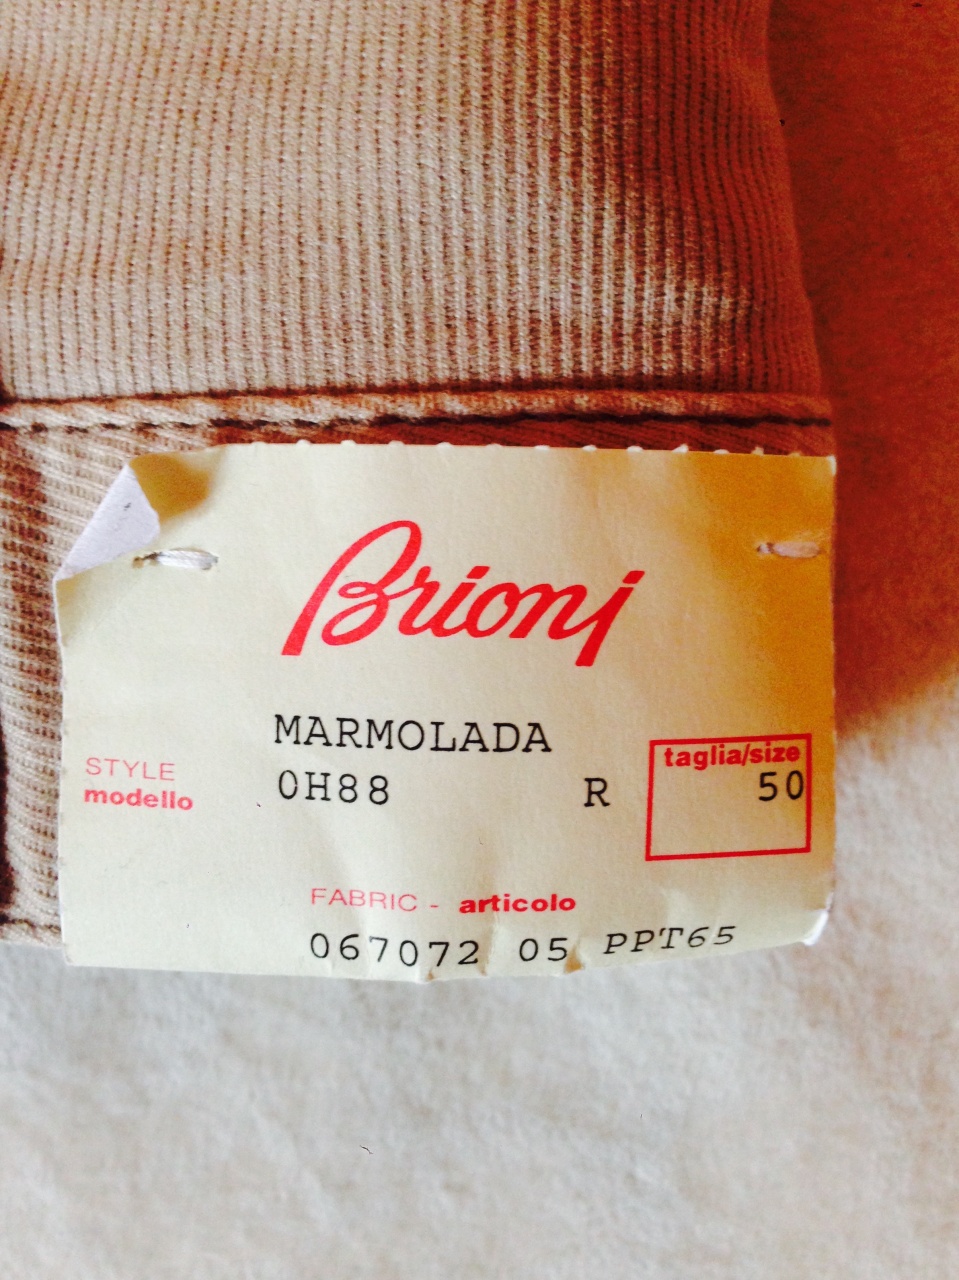 Brioni
MARMOLADA
STYLE
modello
0H88 R
taglia/size
50
FABRIC - articolo
067072 05 PPT65